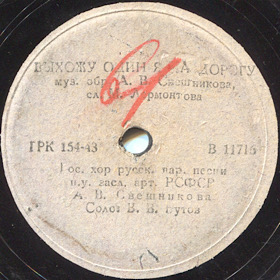 ВЫХОЖУ ОДИН Я НА ДОРОГУ
муз. обр. А. В. Свешникова,
сл. М. Лермонтова
ГРК 154-43 В 11715
Гос. хор русск. нар. песни
п.у. засл. арт. РСФСР
А. В. Свешникова
Соло: В. В. Бутов